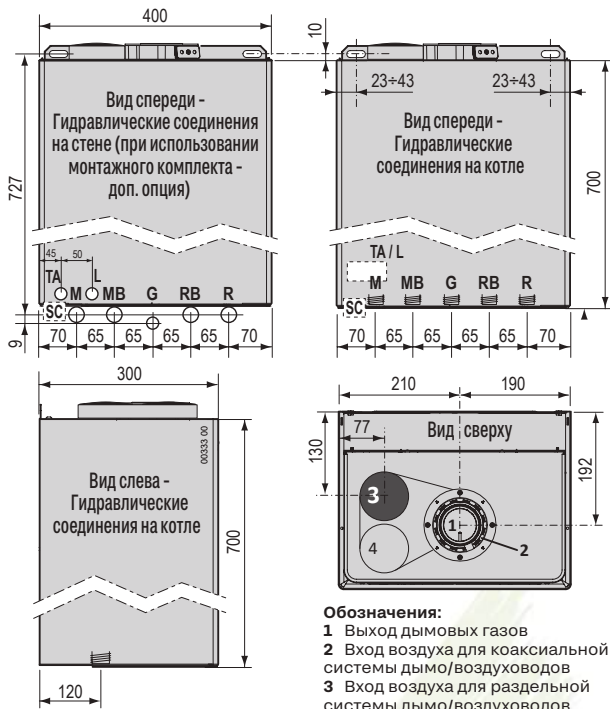 400
10
23÷43
23÷43
Вид спереди -
Гидравлические соединения
на стене (при использовании
монтажного комплекта -
доп. опция)
727
45
50
TA
L
M
MB
G
RB
R
SC
9
70
65
65
65
65
70
Вид спереди -
Гидравлические
соединения на котле
700
TA / L
M
MB
G
RB
R
SC
70
65
65
65
65
70
300
00333 00
Вид слева -
Гидравлические
соединения на котле
700
120
210
190
77
Вид сверху
130
192
3
4
1
2
Обозначения:
1 Выход дымовых газов
2 Вход воздуха для коаксиальной
системы дымо/воздуховодов
3 Вход воздуха для раздельной
системы дымо/воздуховодов